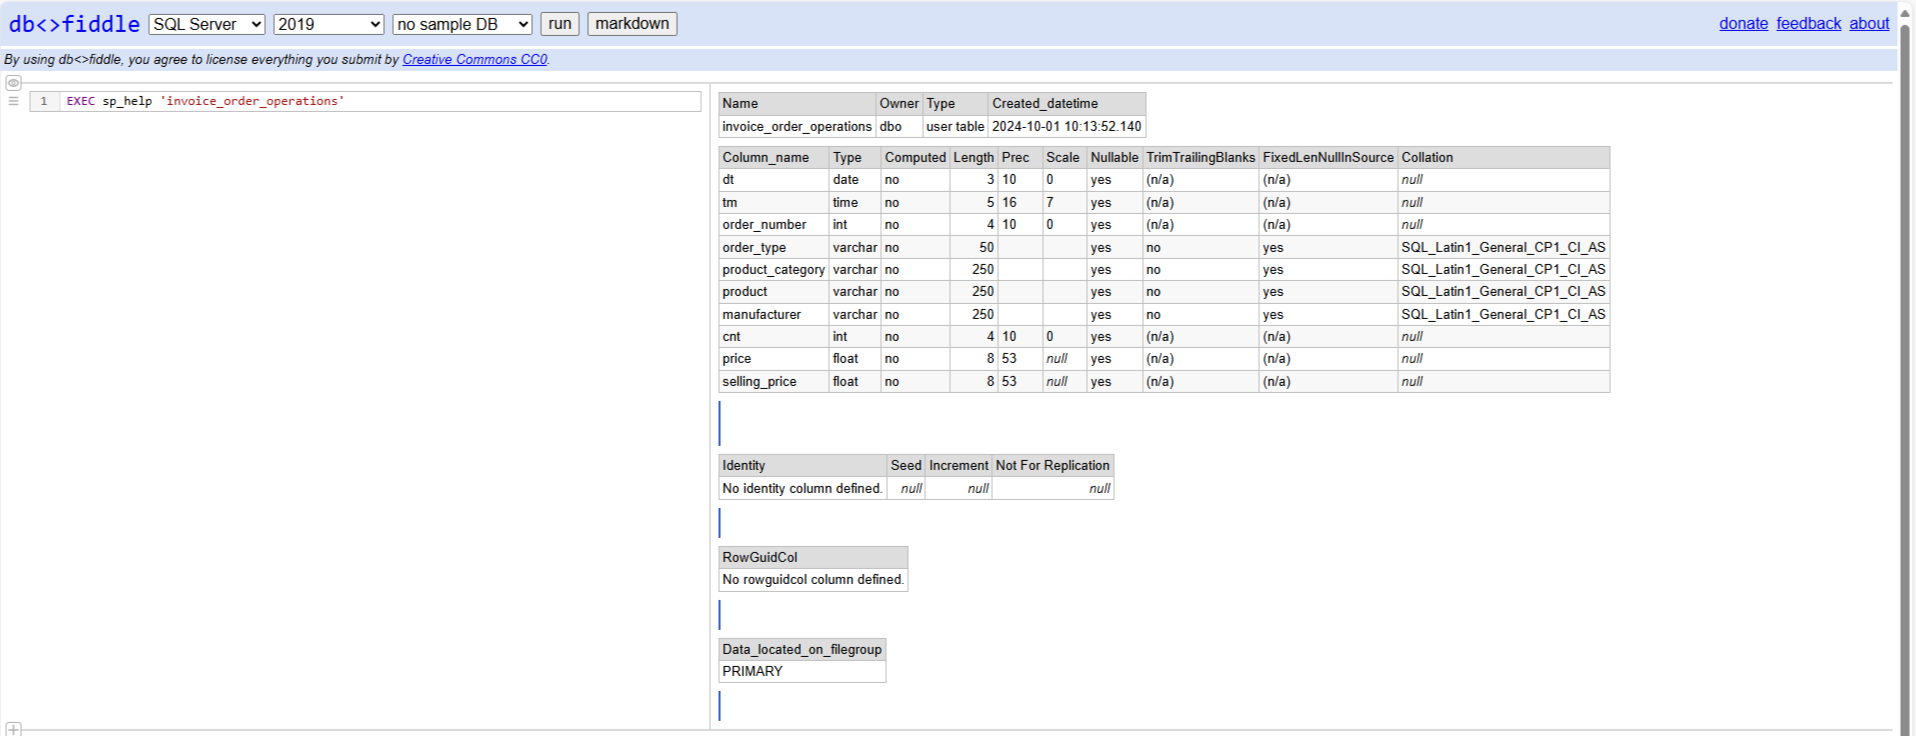 db<>fiddle SQL Server 2019 no sample DB run markdown donate feedback about
By using db<>fiddle, you agree to license everything you submit by Creative Commons CC0.
1 EXEC sp_help 'invoice_order_operations'
Name Owner Type Created_datetime
invoice_order_operations dbo user table 2024-10-01 10:13:52.140
Column_name Type Computed Length Prec Scale Nullable TrimTrailingBlanks FixedLenNullInSource Collation
dt date no 3 10 0 yes (n/a) (n/a) null
tm time no 5 16 7 yes (n/a) (n/a) null
order_number int no 4 10 0 yes (n/a) (n/a) null
order_type varchar no 50 yes no yes SQL_Latin1_General_CP1_CI_AS
product_category varchar no 250 yes no yes SQL_Latin1_General_CP1_CI_AS
product varchar no 250 yes no yes SQL_Latin1_General_CP1_CI_AS
manufacturer varchar no 250 yes no yes SQL_Latin1_General_CP1_CI_AS
cnt int no 4 10 0 yes (n/a) (n/a) null
price float no 8 53 null yes (n/a) (n/a) null
selling_price float no 8 53 null yes (n/a) (n/a) null
Identity Seed Increment Not For Replication
No identity column defined. null null null
RowGuidCol
No rowguidcol column defined.
Data_located_on_filegroup
PRIMARY